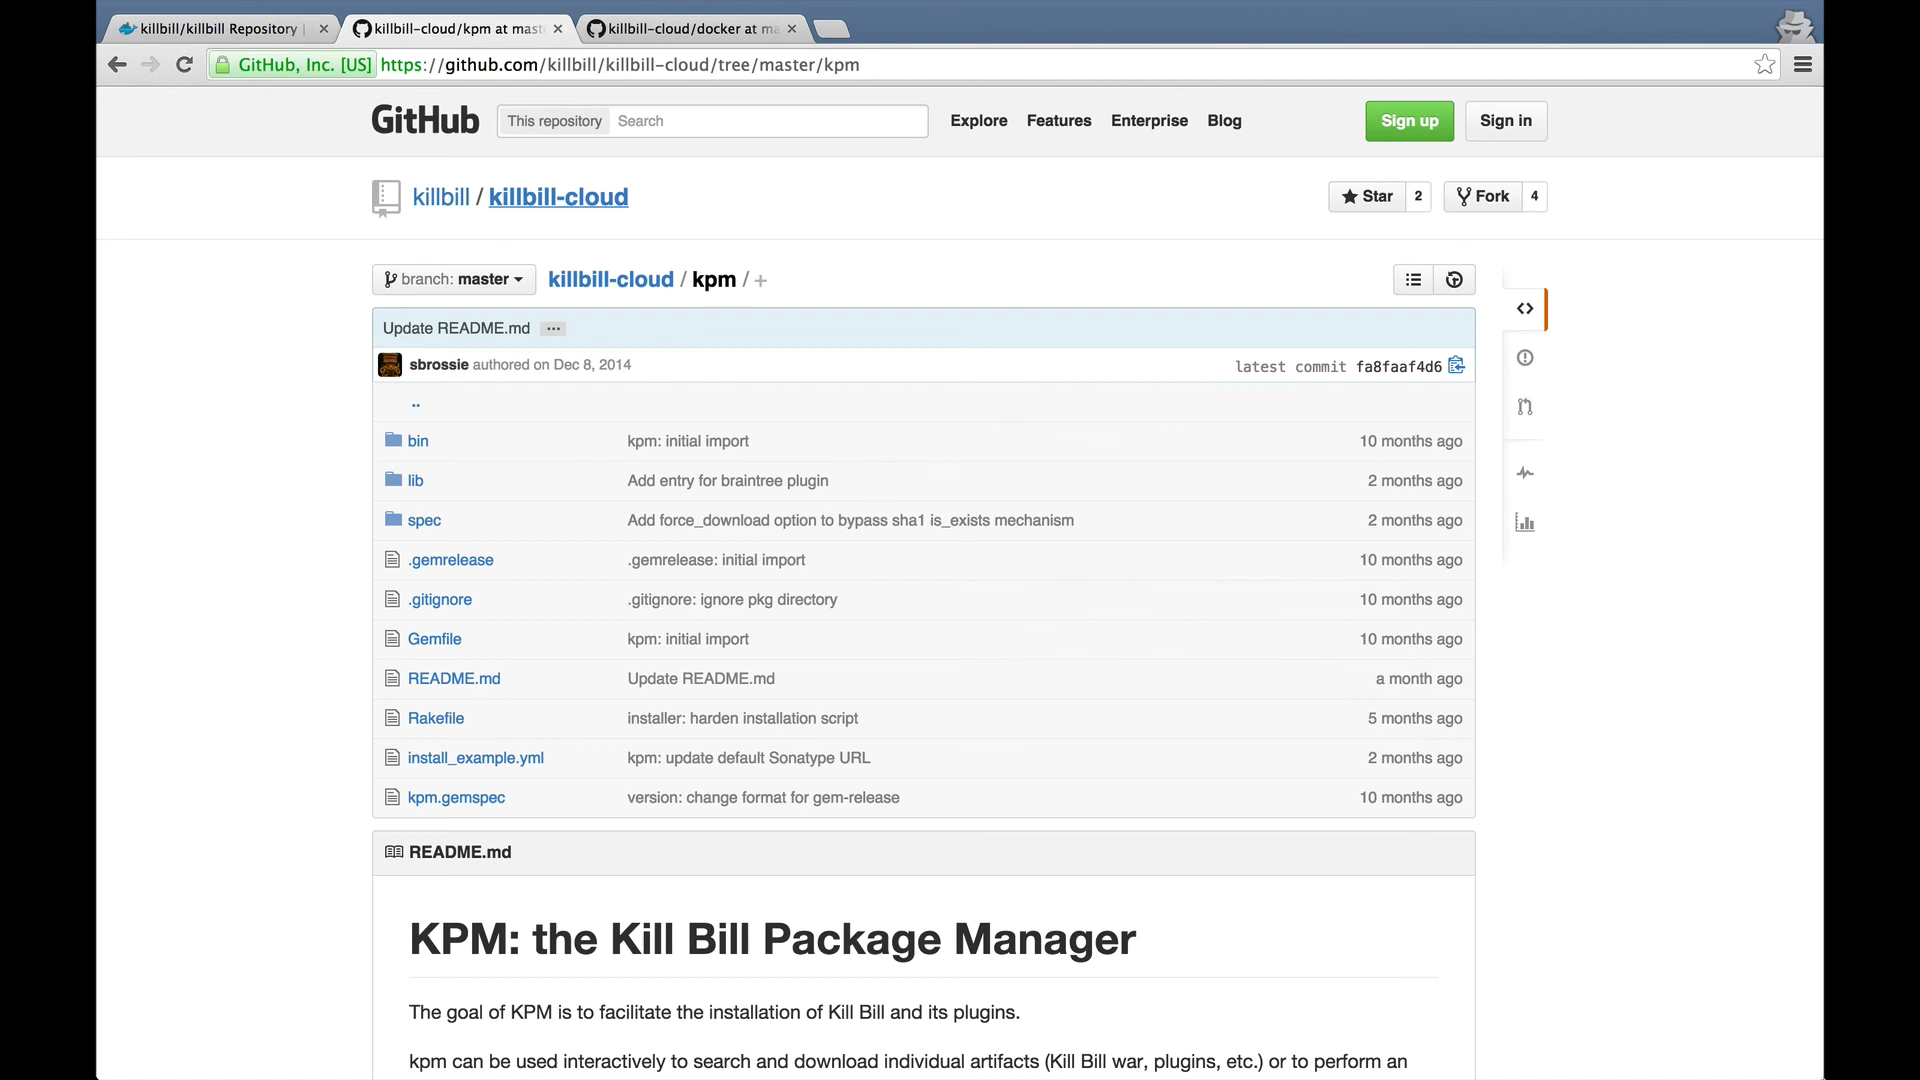 killbill/killbill Repository
killbill-cloud/kpm at mast
killbill-cloud/docker at ma
GitHub, Inc. [US] https://github.com/killbill/killbill-cloud/tree/master/kpm
GitHub This repository Search Explore Features Enterprise Blog Sign up Sign in
killbill / killbill-cloud Star 2 Fork 4
branch: master killbill-cloud / kpm / +
Update README.md ...
sbrossie authored on Dec 8, 2014 latest commit fa8faaf4d6
..
bin kpm: initial import 10 months ago
lib Add entry for braintree plugin 2 months ago
spec Add force_download option to bypass sha1 is_exists mechanism 2 months ago
.gemrelease .gemrelease: initial import 10 months ago
.gitignore .gitignore: ignore pkg directory 10 months ago
Gemfile kpm: initial import 10 months ago
README.md Update README.md a month ago
Rakefile installer: harden installation script 5 months ago
install_example.yml kpm: update default Sonatype URL 2 months ago
kpm.gemspec version: change format for gem-release 10 months ago
README.md
KPM: the Kill Bill Package Manager
The goal of KPM is to facilitate the installation of Kill Bill and its plugins.
kpm can be used interactively to search and download individual artifacts (Kill Bill war, plugins, etc.) or to perform an